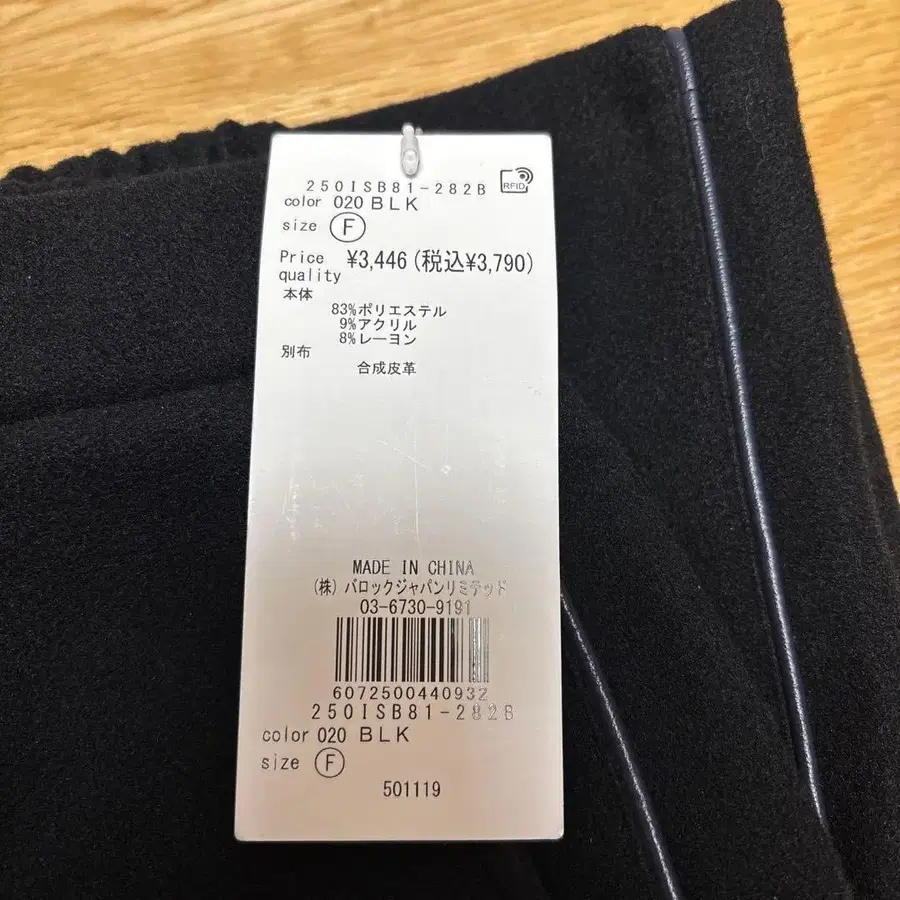 250ISB81-282B
RFID
color 020 BLK
size F
Price ¥3,446(税込¥3,790)
quality
本体
83%ポリエステル
9%アクリル
8%レーヨン
別布
合成皮革
MADE IN CHINA
(株)バロックジャパンリミテッド
03-6730-9191
6072500440932
250ISB81-282B
color 020 BLK
size F
501119